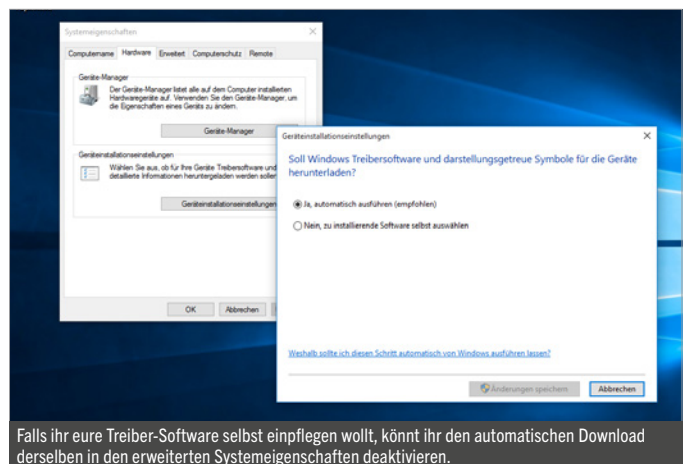 Systemeigenschaften
Computername Hardware Erweitert Computerschutz Remote
Geräte-Manager
Der Geräte-Manager listet alle auf dem Computer installierten
Hardwaregeräte auf. Verwenden Sie den Geräte-Manager, um
die Eigenschaften eines Geräts zu ändern.
Geräte-Manager
Geräteinstallationseinstellungen
Wählen Sie aus, ob für Ihre Geräte Treibersoftware und
detaillierte Informationen heruntergeladen werden sollen
Geräteinstallationseinstellungen
OK Abbrechen
Geräteinstallationseinstellungen
Soll Windows Treibersoftware und darstellungsgetreue Symbole für die Geräte
herunterladen?
Ja, automatisch ausführen (empfohlen)
Nein, zu installierende Software selbst auswählen
Weshalb sollte ich diesen Schritt automatisch von Windows ausführen lassen?
Änderungen speichern Abbrechen
Falls ihr eure Treiber-Software selbst einpflegen wollt, könnt ihr den automatischen Download
derselben in den erweiterten Systemeigenschaften deaktivieren.